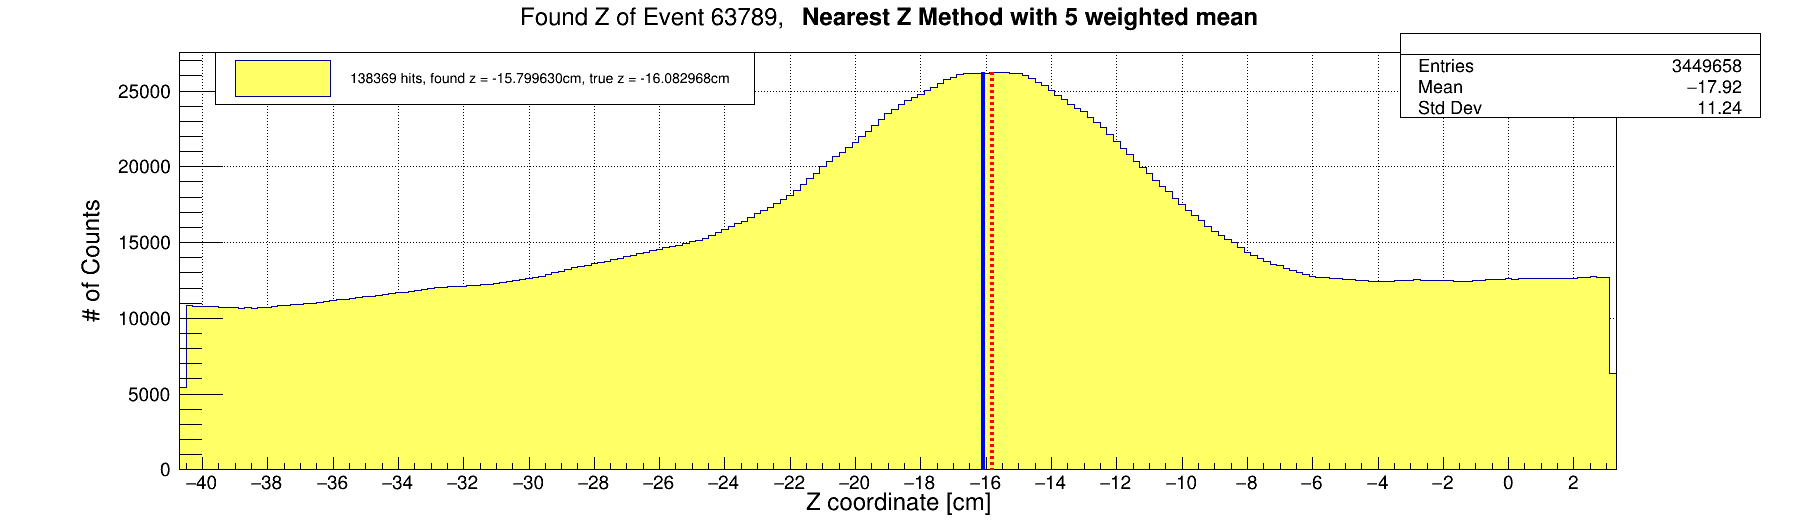 Found Z of Event 63789, Nearest Z Method with 5 weighted mean
138369 hits, found z = -15.799630cm, true z = -16.082968cm
Entries 3449658
Mean −17.92
Std Dev 11.24
# of Counts
25000
20000
15000
10000
5000
0
−40 −38 −36 −34 −32 −30 −28 −26 −24 −22 −20 −18 −16 −14 −12 −10 −8 −6 −4 −2 0 2
Z coordinate [cm]